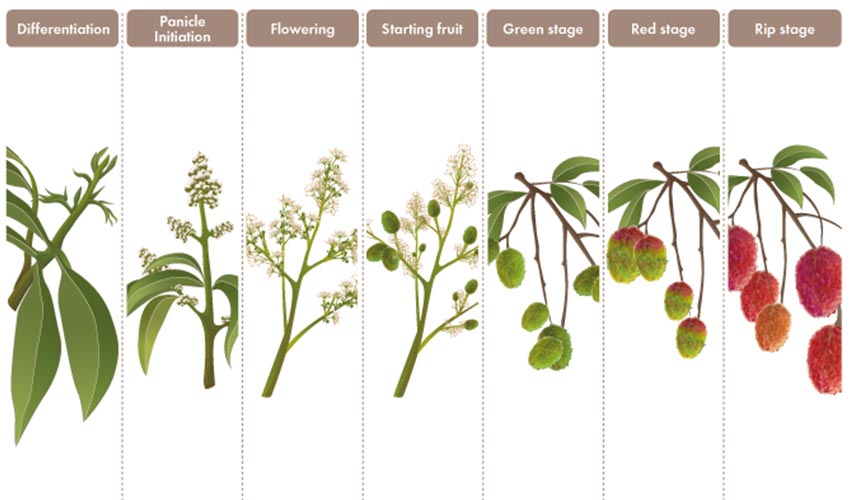 Differentiation
Panicle
Initiation
Flowering
Starting fruit
Green stage
Red stage
Rip stage